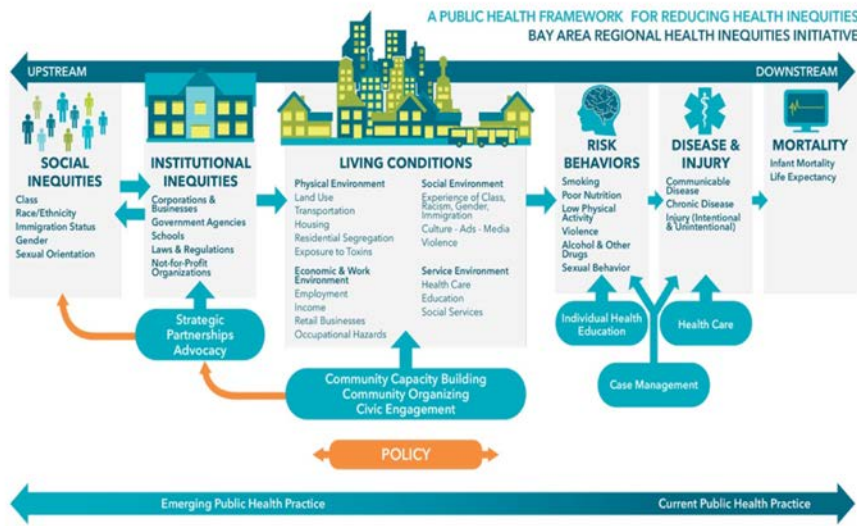 A PUBLIC HEALTH FRAMEWORK FOR REDUCING HEALTH INEQUITIES
BAY AREA REGIONAL HEALTH INEQUITIES INITIATIVE
UPSTREAM
DOWNSTREAM
SOCIAL
INEQUITIES
Class
Race/Ethnicity
Immigration Status
Gender
Sexual Orientation
INSTITUTIONAL
INEQUITIES
Corporations &
Businesses
Government Agencies
Schools
Laws & Regulations
Not-for-Profit
Organizations
LIVING CONDITIONS
Physical Environment
Land Use
Transportation
Housing
Residential Segregation
Exposure to Toxins
Economic & Work
Environment
Employment
Income
Retail Businesses
Occupational Hazards
Social Environment
Experience of Class,
Racism, Gender,
Immigration
Culture - Ads - Media
Violence
Service Environment
Health Care
Education
Social Services
RISK
BEHAVIORS
Smoking
Poor Nutrition
Low Physical
Activity
Violence
Alcohol & Other
Drugs
Sexual Behavior
DISEASE &
INJURY
Communicable
Disease
Chronic Disease
Injury (Intentional
& Unintentional)
MORTALITY
Infant Mortality
Life Expectancy
Strategic
Partnerships
Advocacy
Community Capacity Building
Community Organizing
Civic Engagement
Individual Health
Education
Health Care
Case Management
POLICY
Emerging Public Health Practice
Current Public Health Practice